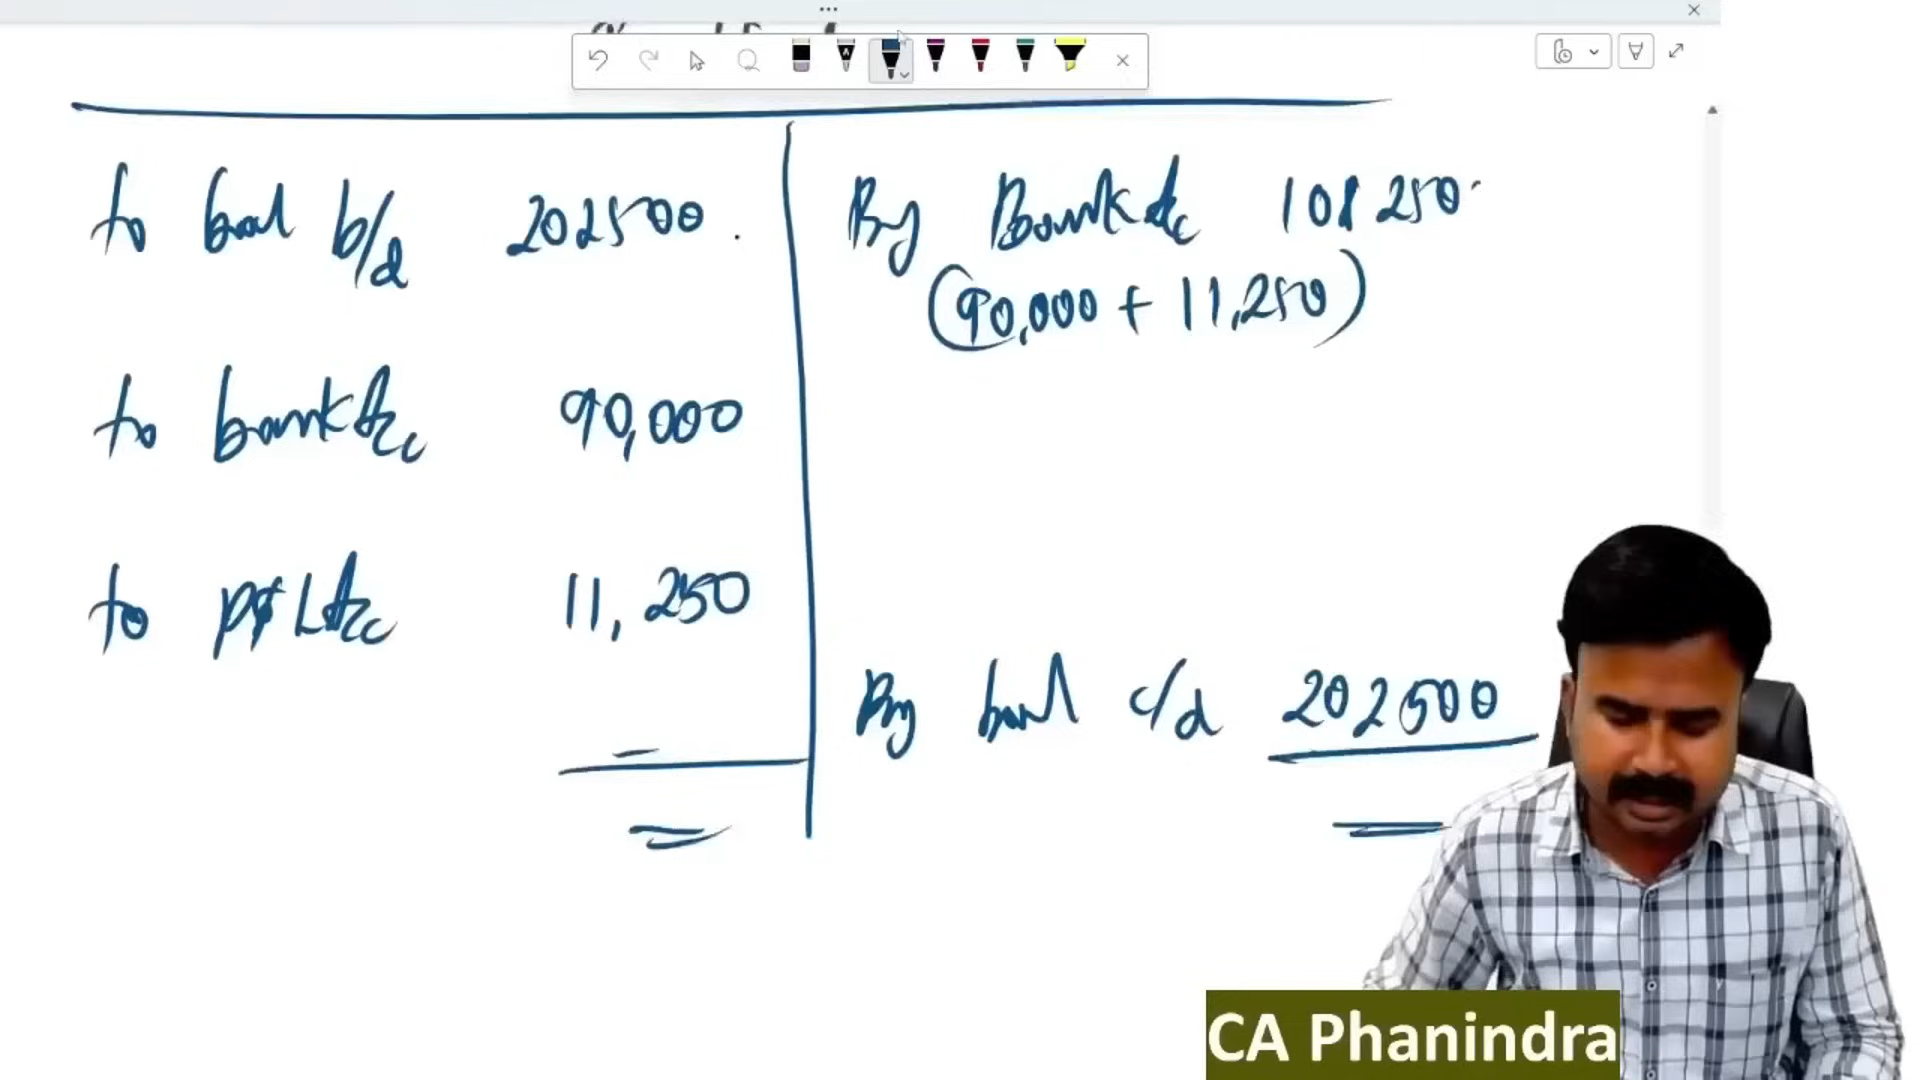 To bal b/d 202500
To bank A/c 90,000
To P&L A/c 11,250
By Bank A/c 101250
(90,000 + 11,250)
By bal c/d 202500
CA Phanindra